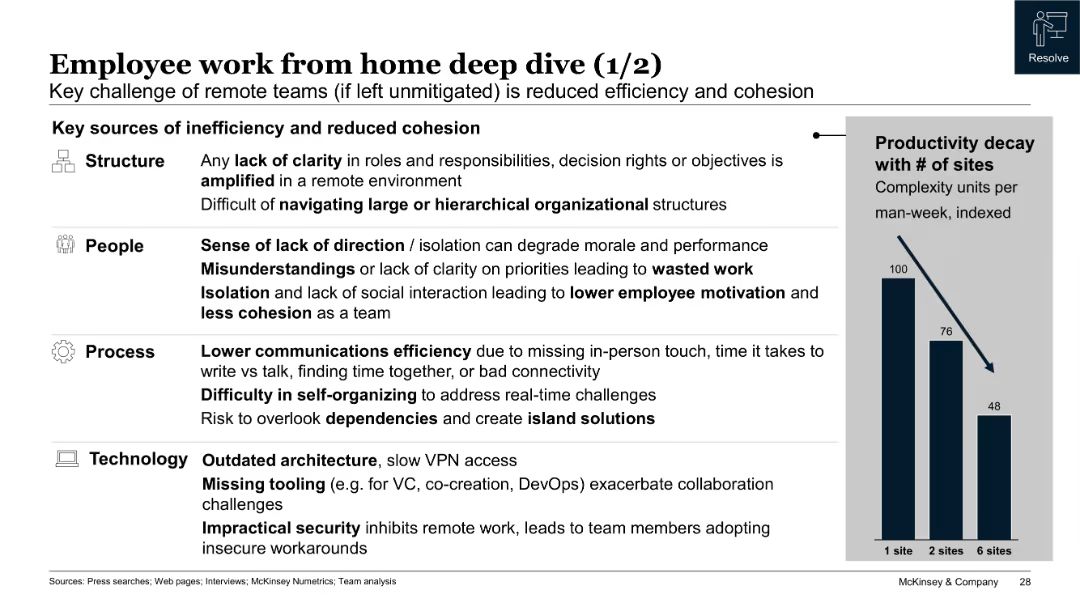 Resolve
Employee work from home deep dive (1/2)
Key challenge of remote teams (if left unmitigated) is reduced efficiency and cohesion
Key sources of inefficiency and reduced cohesion
Structure
Any lack of clarity in roles and responsibilities, decision rights or objectives is
amplified in a remote environment
Difficult of navigating large or hierarchical organizational structures
People
Sense of lack of direction / isolation can degrade morale and performance
Misunderstandings or lack of clarity on priorities leading to wasted work
Isolation and lack of social interaction leading to lower employee motivation and
less cohesion as a team
Process
Lower communications efficiency due to missing in-person touch, time it takes to
write vs talk, finding time together, or bad connectivity
Difficulty in self-organizing to address real-time challenges
Risk to overlook dependencies and create island solutions
Technology
Outdated architecture, slow VPN access
Missing tooling (e.g. for VC, co-creation, DevOps) exacerbate collaboration
challenges
Impractical security inhibits remote work, leads to team members adopting
insecure workarounds
Productivity decay
with # of sites
Complexity units per
man-week, indexed
100
76
48
1 site
2 sites
6 sites
Sources: Press searches; Web pages; Interviews; McKinsey Numetrics; Team analysis
McKinsey & Company
28